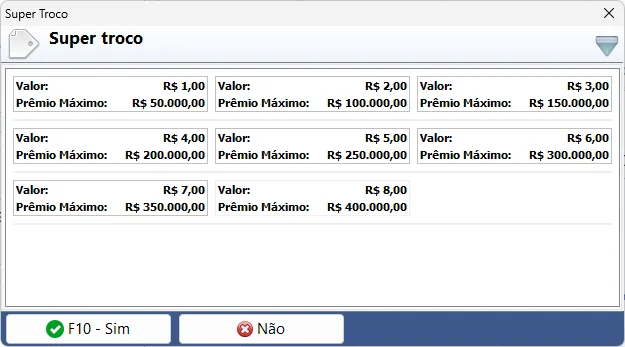 Super Troco
Super troco
Valor: R$ 1,00 Valor: R$ 2,00 Valor: R$ 3,00
Prêmio Máximo: R$ 50.000,00 Prêmio Máximo: R$ 100.000,00 Prêmio Máximo: R$ 150.000,00
Valor: R$ 4,00 Valor: R$ 5,00 Valor: R$ 6,00
Prêmio Máximo: R$ 200.000,00 Prêmio Máximo: R$ 250.000,00 Prêmio Máximo: R$ 300.000,00
Valor: R$ 7,00 Valor: R$ 8,00
Prêmio Máximo: R$ 350.000,00 Prêmio Máximo: R$ 400.000,00
F10 - Sim Não